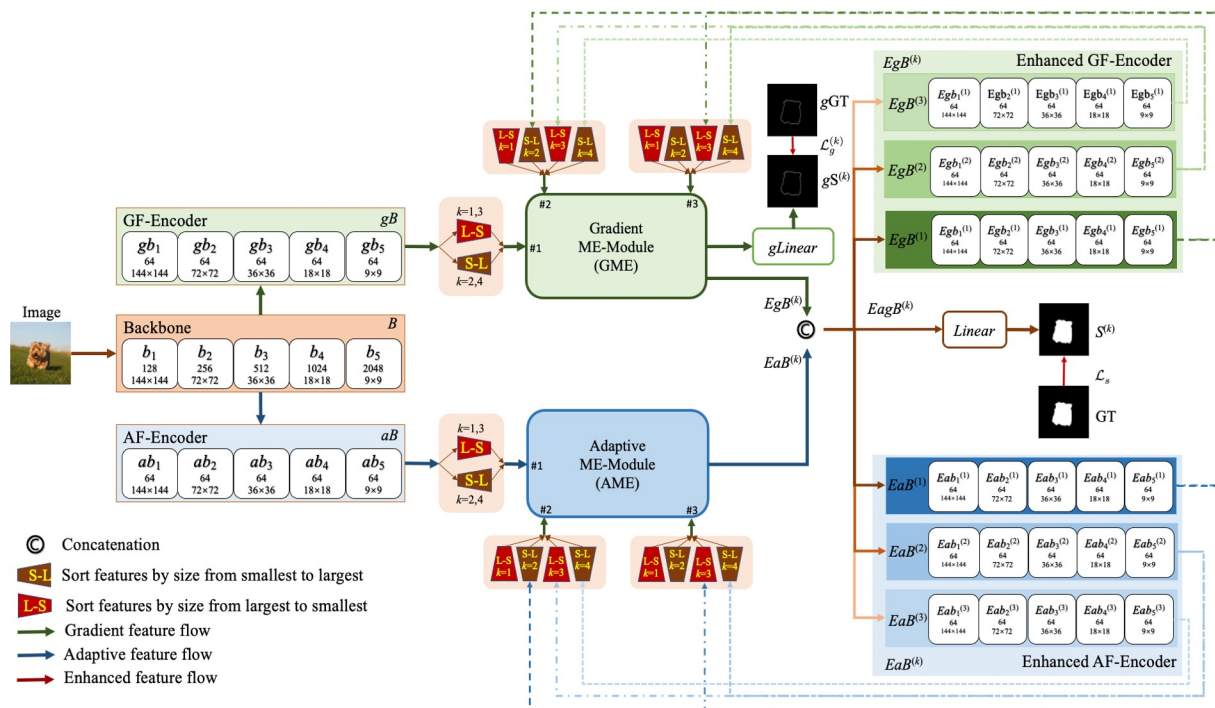 EgB(k)
Enhanced GF-Encoder
EgB(3)
Egb1(1) Egb2(1) Egb3(1) Egb4(1) Egb5(1)
64 64 64 64 64
144×144 72×72 36×36 18×18 9×9
EgB(2)
Egb1(2) Egb2(2) Egb3(2) Egb4(2) Egb5(2)
64 64 64 64 64
144×144 72×72 36×36 18×18 9×9
EgB(1)
Egb1(1) Egb2(1) Egb3(1) Egb4(1) Egb5(1)
64 64 64 64 64
144×144 72×72 36×36 18×18 9×9
gGT
ℒg(k)
gS(k)
gLinear
L-S S-L L-S S-L
k=1 k=2 k=3 k=4
L-S S-L L-S S-L
k=1 k=2 k=3 k=4
#2 #3
#1
Gradient
ME-Module
(GME)
k=1,3
L-S
S-L
k=2,4
GF-Encoder gB
gb1 gb2 gb3 gb4 gb5
64 64 64 64 64
144×144 72×72 36×36 18×18 9×9
Image
Backbone B
b1 b2 b3 b4 b5
128 256 512 1024 2048
144×144 72×72 36×36 18×18 9×9
AF-Encoder aB
ab1 ab2 ab3 ab4 ab5
64 64 64 64 64
144×144 72×72 36×36 18×18 9×9
EgB(k)
©
EaB(k)
EagB(k)
Linear
S(k)
ℒs
GT
k=1,3
L-S
S-L
k=2,4
#1
Adaptive
ME-Module
(AME)
#2 #3
L-S S-L L-S S-L
k=1 k=2 k=3 k=4
L-S S-L L-S S-L
k=1 k=2 k=3 k=4
EaB(1)
Eab1(1) Eab2(1) Eab3(1) Eab4(1) Eab5(1)
64 64 64 64 64
144×144 72×72 36×36 18×18 9×9
EaB(2)
Eab1(2) Eab2(2) Eab3(2) Eab4(2) Eab5(2)
64 64 64 64 64
144×144 72×72 36×36 18×18 9×9
EaB(3)
Eab1(3) Eab2(3) Eab3(3) Eab4(3) Eab5(3)
64 64 64 64 64
144×144 72×72 36×36 18×18 9×9
EaB(k)
Enhanced AF-Encoder
© Concatenation
S-L Sort features by size from smallest to largest
L-S Sort features by size from largest to smallest
Gradient feature flow
Adaptive feature flow
Enhanced feature flow